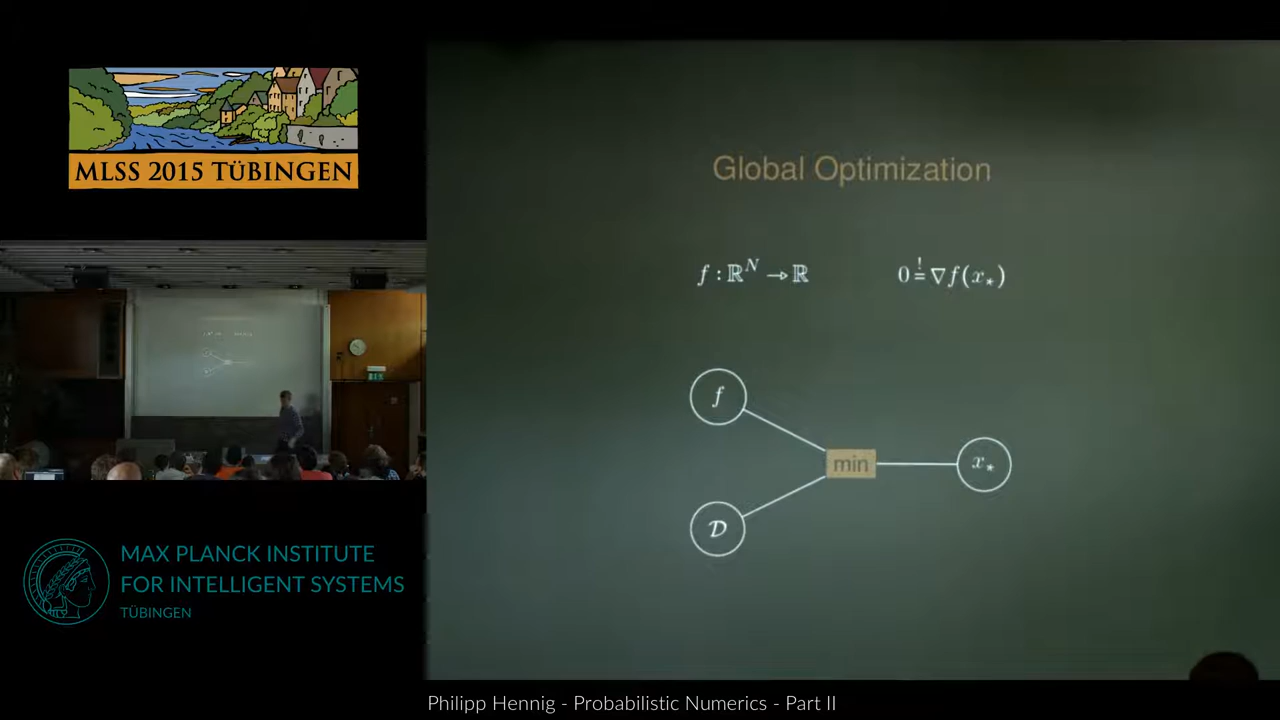 MLSS 2015 TÜBINGEN
Global Optimization
f : ℝᴺ → ℝ
0 =! ∇f(x⋆)
f
min
x⋆
𝒟
MAX PLANCK INSTITUTE
FOR INTELLIGENT SYSTEMS
TÜBINGEN
Philipp Hennig - Probabilistic Numerics - Part II